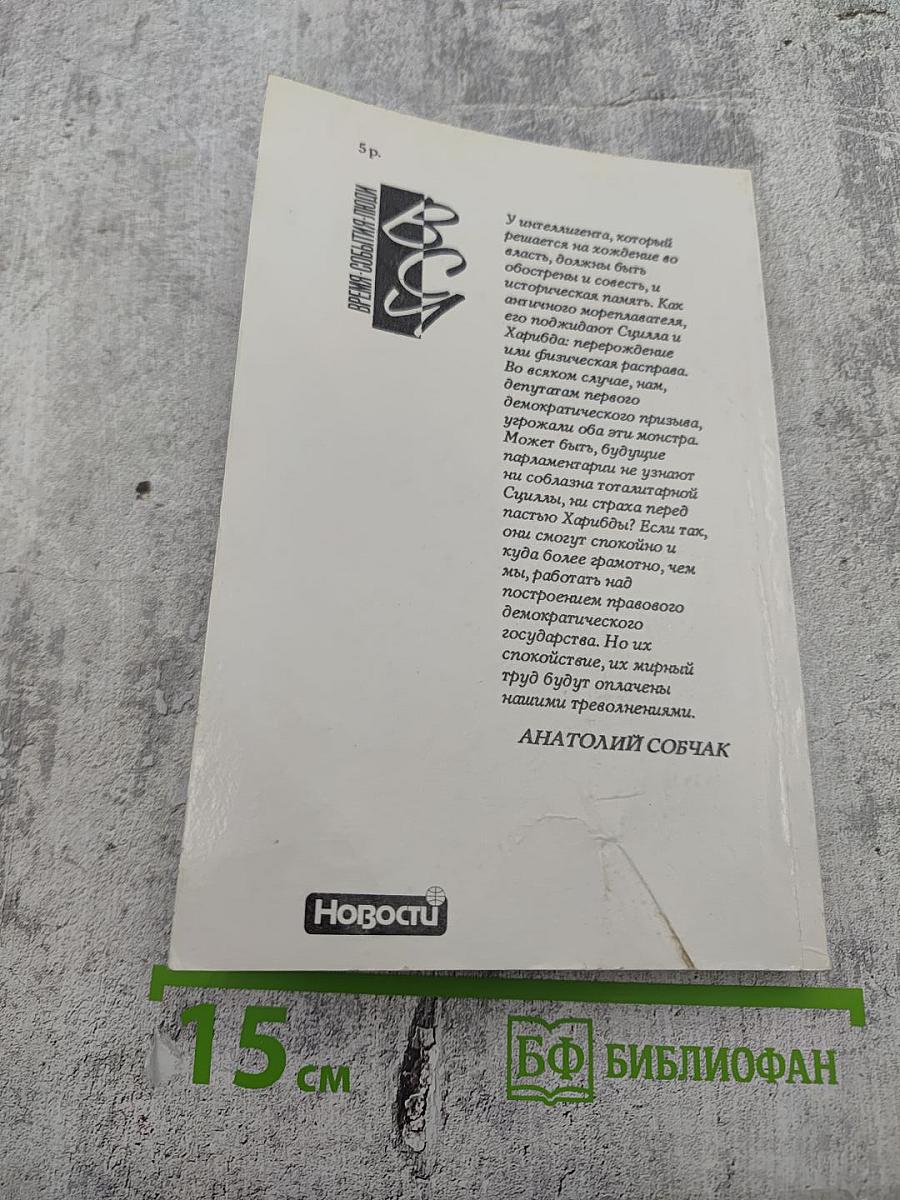 5 р.
ВРЕМЯ·СОБЫТИЯ·ЛЮДИ
ВСЛ
У интеллигента, который
решается на хождение во
власть, должны быть
обострены и совесть, и
историческая память. Как
античного мореплавателя,
его поджидают Сцилла и
Харибда: перерождение
или физическая расправа.
Во всяком случае, нам,
депутатам первого
демократического призыва,
угрожали оба эти монстра.
Может быть, будущие
парламентарии не узнают
ни соблазна тоталитарной
Сциллы, ни страха перед
пастью Харибды? Если так,
они смогут спокойно и
куда более грамотно, чем
мы, работать над
построением правового
демократического
государства. Но их
спокойствие, их мирный
труд будут оплачены
нашими треволнениями.
АНАТОЛИЙ СОБЧАК
Новости
15 см
БФ БИБЛИОФАН